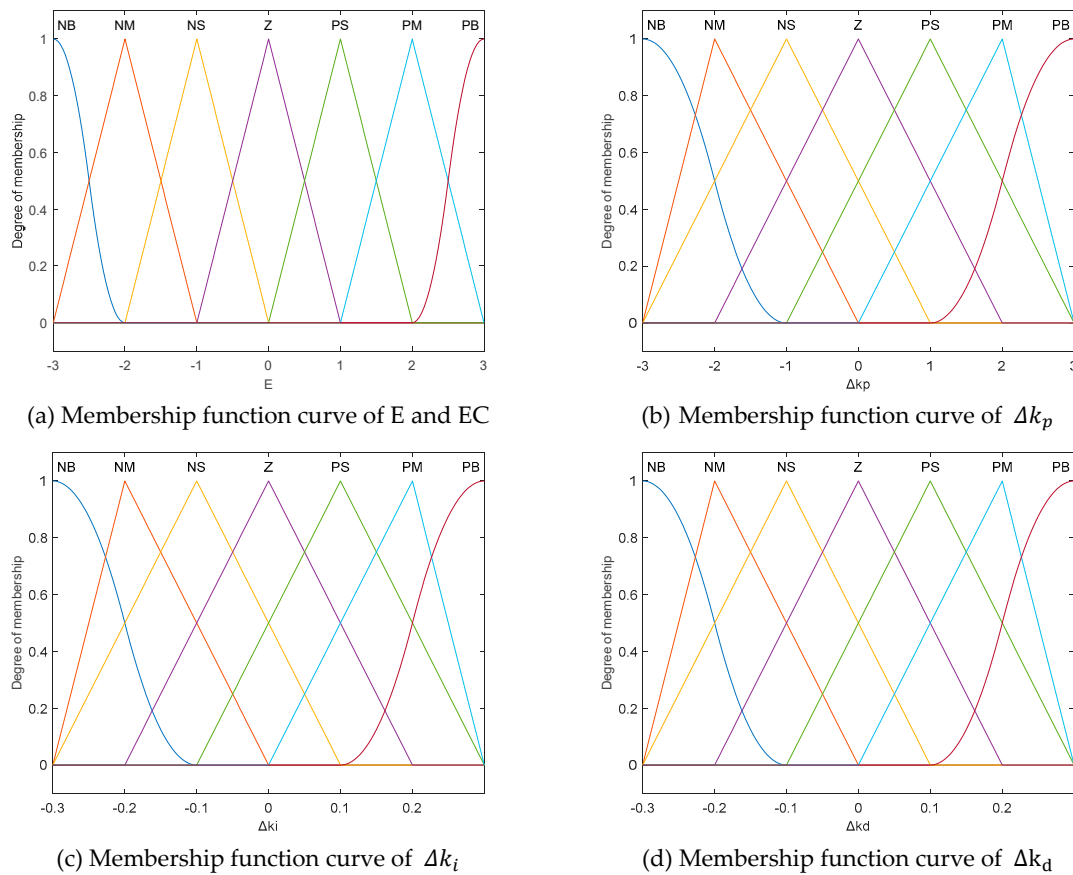 NB NM NS Z PS PM PB
1
0.8
0.6
0.4
0.2
0
Degree of membership
-3 -2 -1 0 1 2 3
E
(a) Membership function curve of E and EC
NB NM NS Z PS PM PB
1
0.8
0.6
0.4
0.2
0
Degree of membership
-3 -2 -1 0 1 2 3
Δkp
(b) Membership function curve of Δkₚ
NB NM NS Z PS PM PB
1
0.8
0.6
0.4
0.2
0
Degree of membership
-0.3 -0.2 -0.1 0 0.1 0.2
Δki
(c) Membership function curve of Δkᵢ
NB NM NS Z PS PM PB
1
0.8
0.6
0.4
0.2
0
Degree of membership
-0.3 -0.2 -0.1 0 0.1 0.2
Δkd
(d) Membership function curve of Δk_d